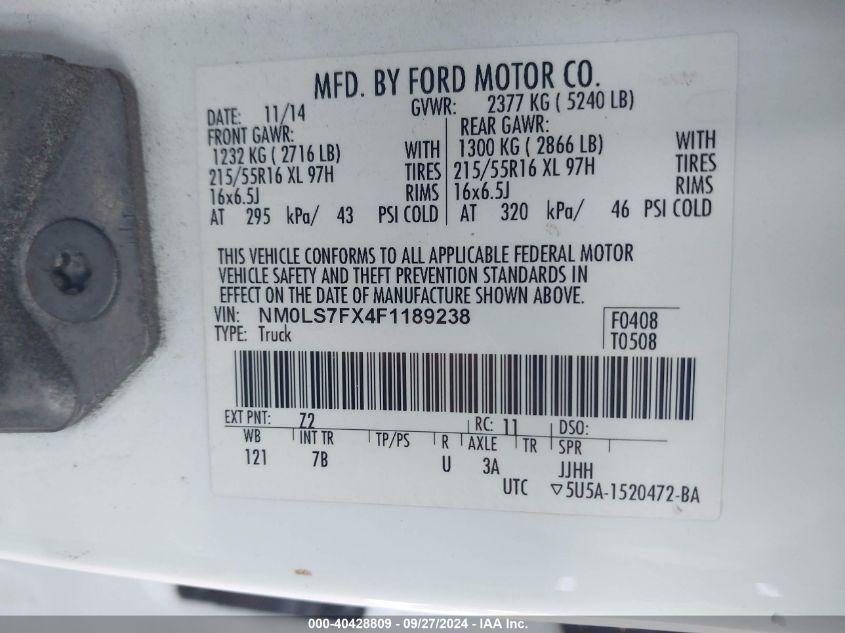 MFD. BY FORD MOTOR CO.
DATE: 11/14 GVWR: 2377 KG ( 5240 LB)
FRONT GAWR: REAR GAWR:
1232 KG ( 2716 LB) WITH 1300 KG ( 2866 LB) WITH
215/55R16 XL 97H TIRES 215/55R16 XL 97H TIRES
16x6.5J RIMS 16x6.5J RIMS
AT 295 kPa/ 43 PSI COLD AT 320 kPa/ 46 PSI COLD
THIS VEHICLE CONFORMS TO ALL APPLICABLE FEDERAL MOTOR
VEHICLE SAFETY AND THEFT PREVENTION STANDARDS IN
EFFECT ON THE DATE OF MANUFACTURE SHOWN ABOVE.
VIN: NM0LS7FX4F1189238 F0408
TYPE: Truck T0508
EXT PNT: Z2 RC: 11 DSO:
WB INT TR TP/PS R AXLE TR SPR
121 7B U 3A JJHH
UTC ▽5U5A-1520472-BA
000-40428809 - 09/27/2024 - IAA Inc.